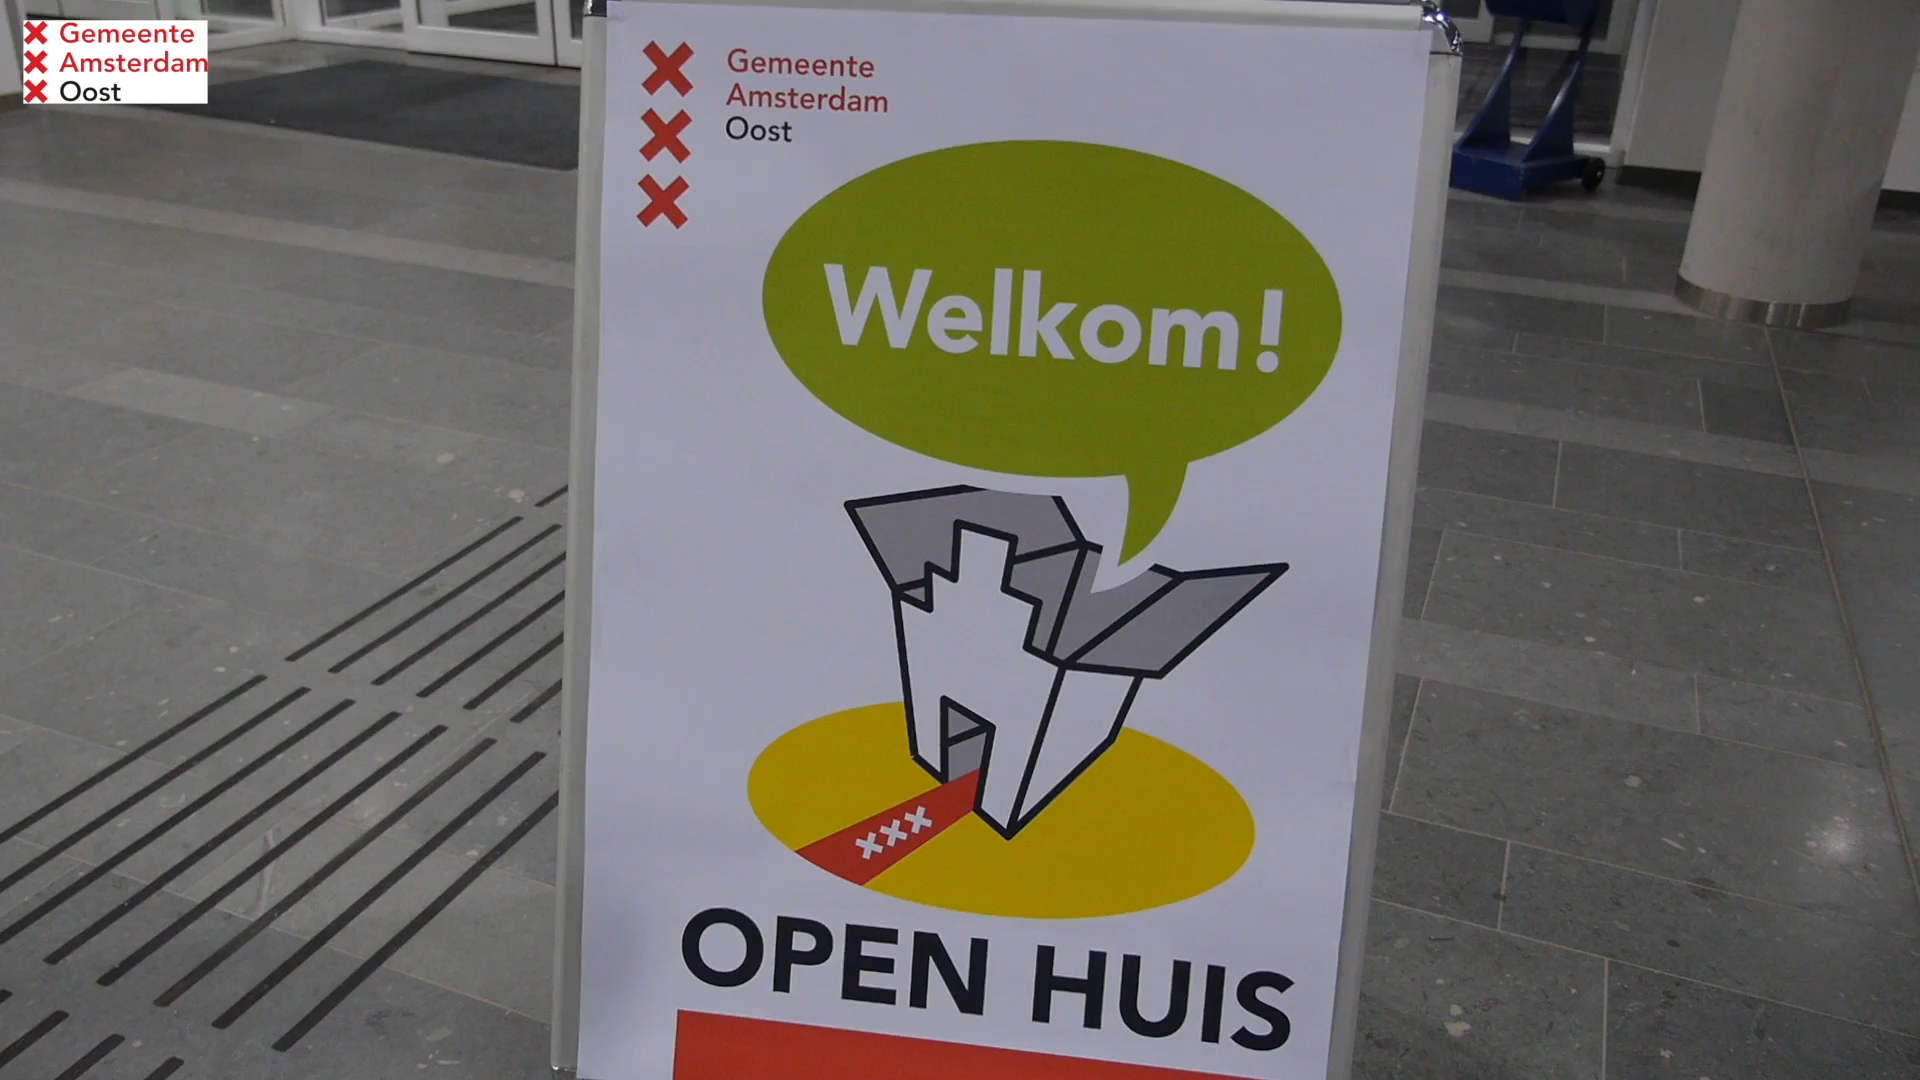 Gemeente
Amsterdam
Oost
Gemeente
Amsterdam
Oost
Welkom!
OPEN HUIS